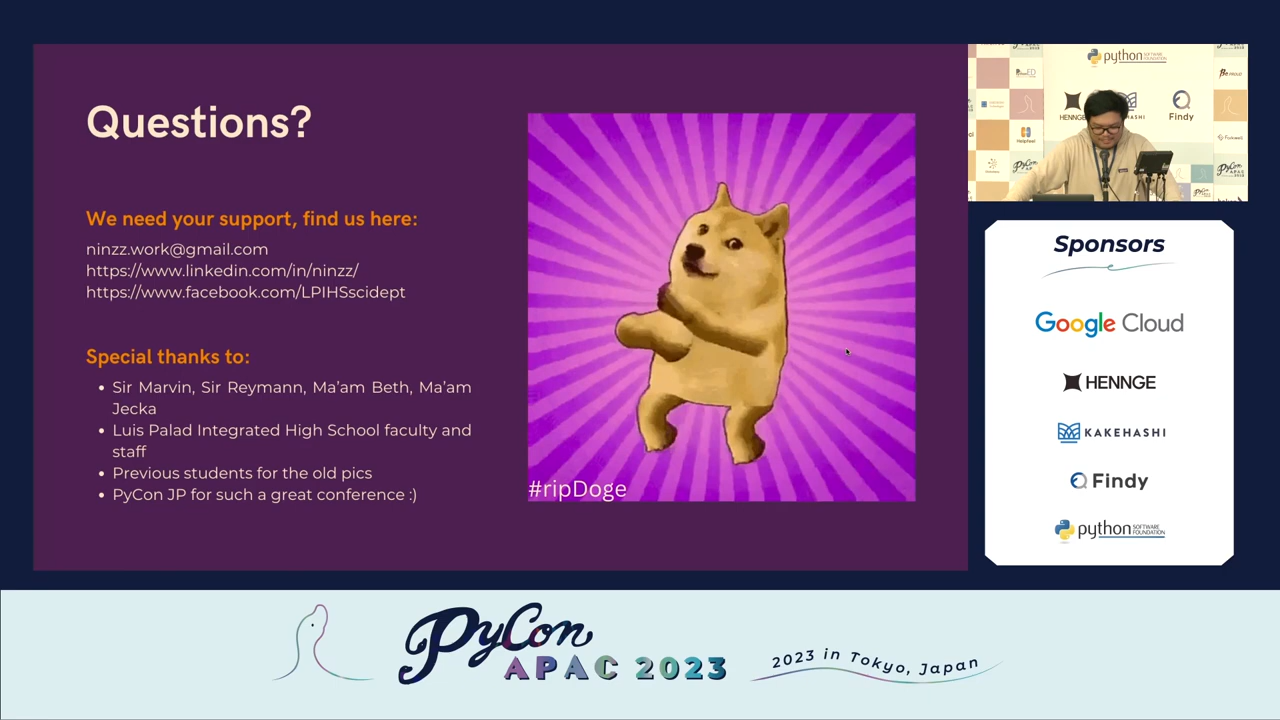 Questions?
We need your support, find us here:
ninzz.work@gmail.com
https://www.linkedin.com/in/ninzz/
https://www.facebook.com/LPIHSscidept
Special thanks to:
• Sir Marvin, Sir Reymann, Ma'am Beth, Ma'am
Jecka
• Luis Palad Integrated High School faculty and
staff
• Previous students for the old pics
• PyCon JP for such a great conference :)
#ripDoge
python
SOFTWARE
FOUNDATION
HENNGE
Findy
Sponsors
Google Cloud
HENNGE
KAKEHASHI
Findy
python
SOFTWARE
FOUNDATION
PyCon
APAC 2023
2023 in Tokyo, Japan